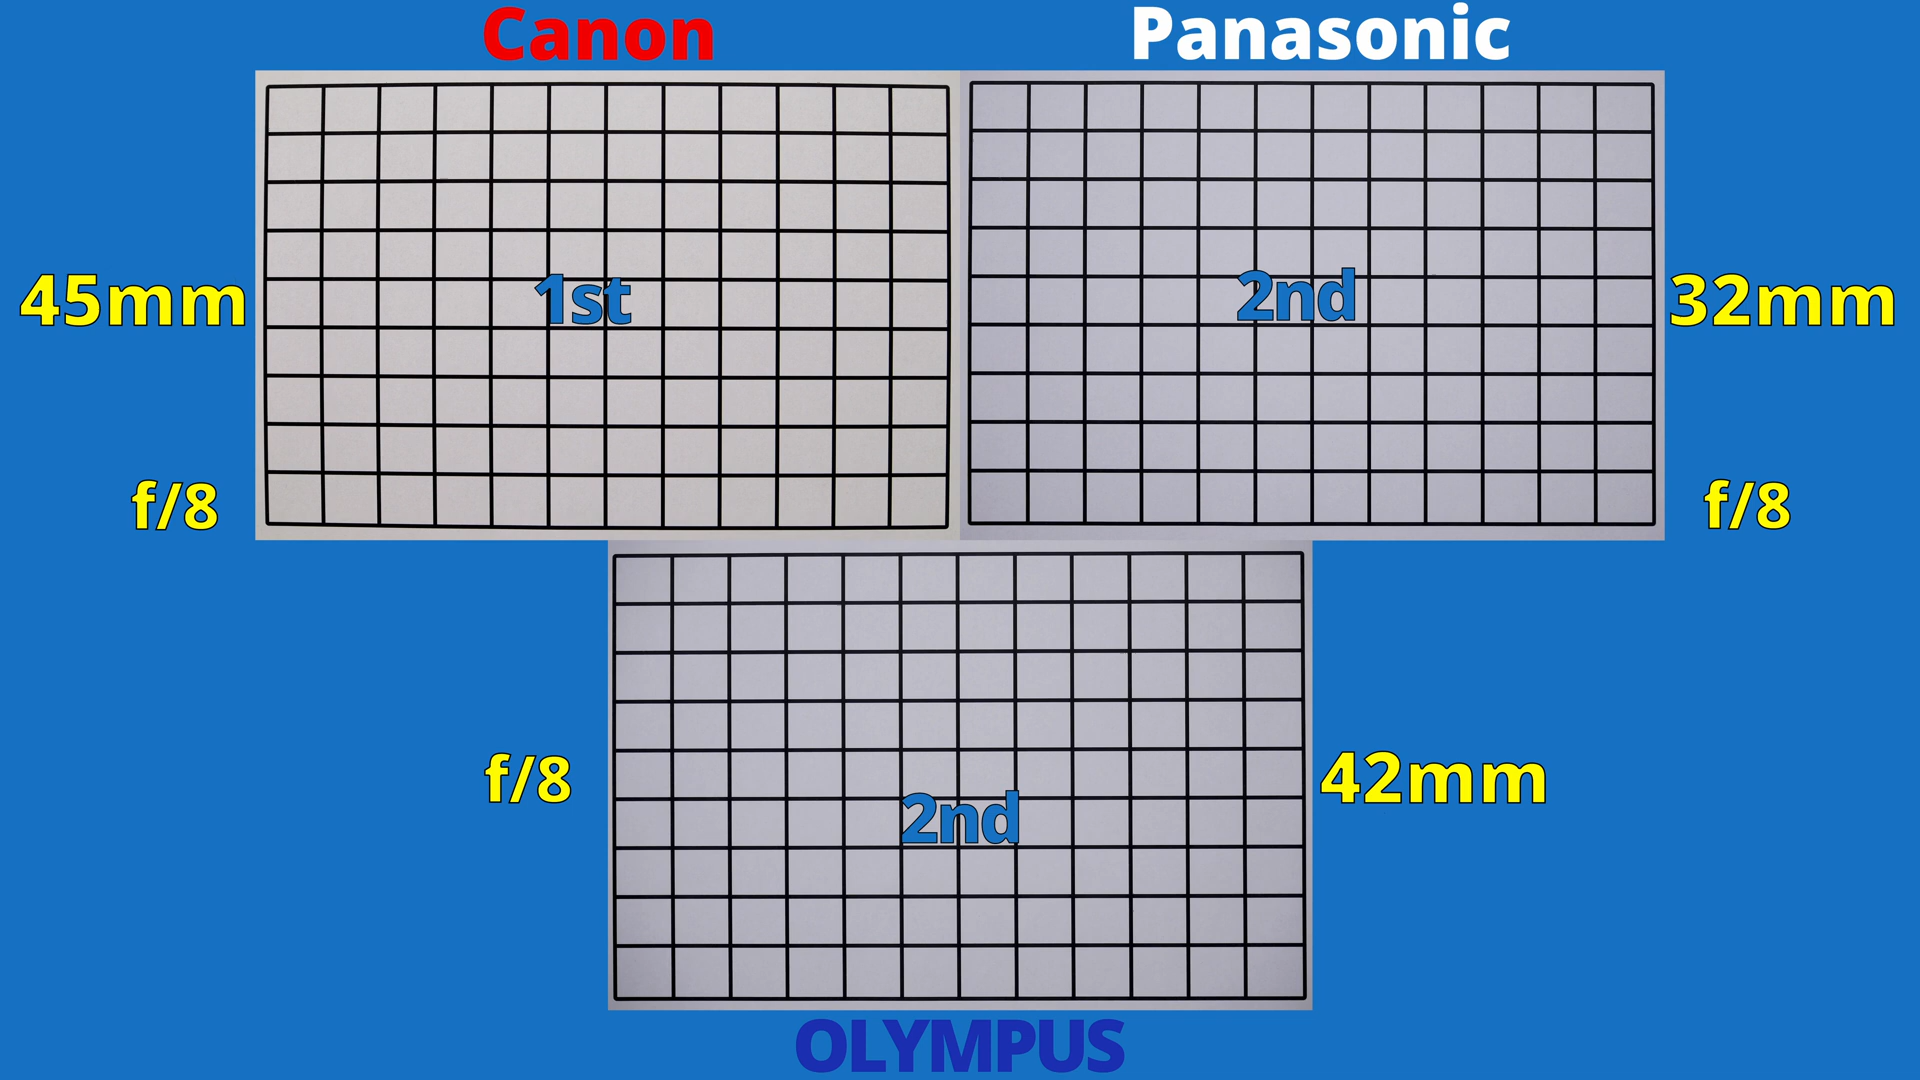 Canon
Panasonic
45mm
1st
2nd
32mm
f/8
f/8
f/8
2nd
42mm
OLYMPUS